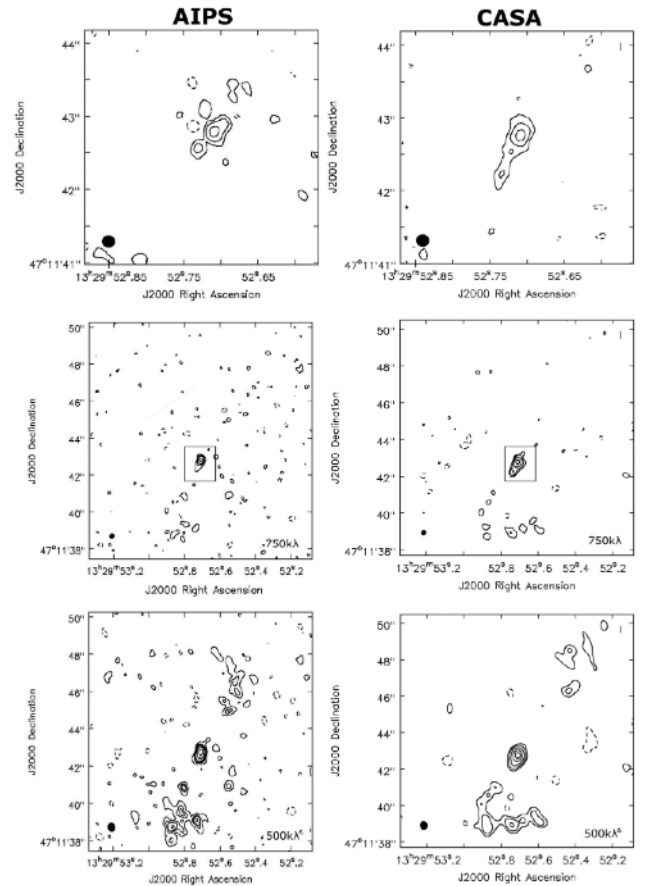 AIPS CASA
44" 44"
43" 43"
42" 42"
47°11'41" 47°11'41"
J2000 Declination J2000 Declination
13ʰ29ᵐ52ˢ.85 52ˢ.75 52ˢ.65 13ʰ29ᵐ52ˢ.85 52ˢ.75 52ˢ.65
J2000 Right Ascension J2000 Right Ascension
50" 50"
48" 48"
46" 46"
44" 44"
42" 42"
40" 40"
47°11'38" 47°11'38"
J2000 Declination J2000 Declination
750kλ 750kλ
13ʰ29ᵐ53ˢ.2 52ˢ.8 52ˢ.6 52ˢ.4 52ˢ.2 13ʰ29ᵐ53ˢ.2 52ˢ.8 52ˢ.6 52ˢ.4 52ˢ.2
J2000 Right Ascension J2000 Right Ascension
50" 50"
48" 48"
46" 46"
44" 44"
42" 42"
40" 40"
47°11'38" 47°11'38"
J2000 Declination J2000 Declination
500kλ 500kλ
13ʰ29ᵐ53ˢ.2 52ˢ.8 52ˢ.6 52ˢ.4 52ˢ.2 13ʰ29ᵐ53ˢ.2 52ˢ.8 52ˢ.6 52ˢ.4 52ˢ.2
J2000 Right Ascension J2000 Right Ascension